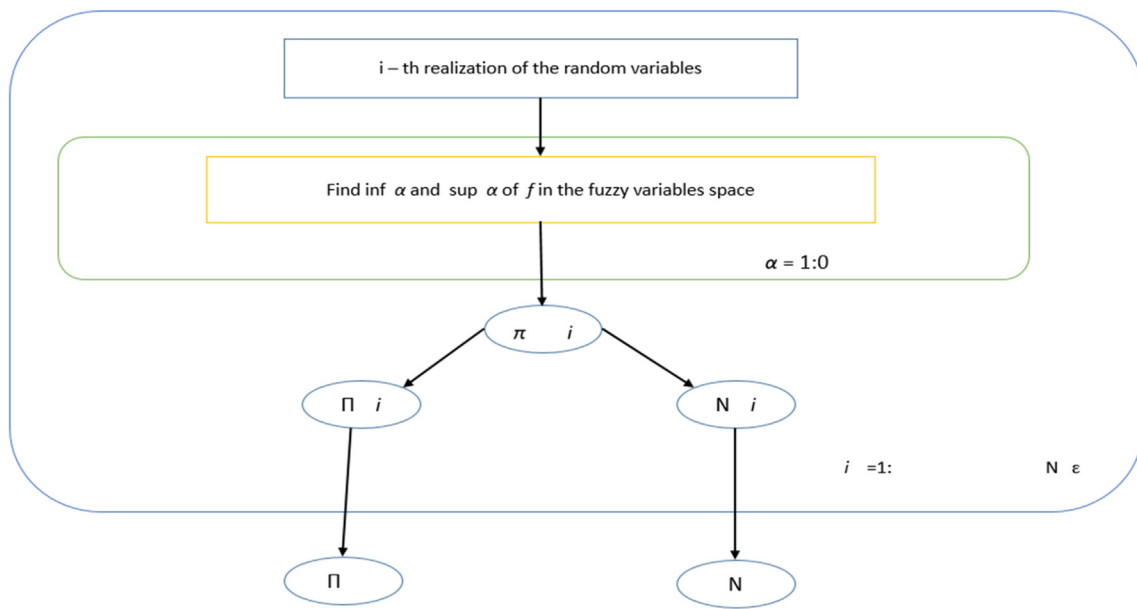 i – th realization of the random variables
Find inf α and sup α of f in the fuzzy variables space
α = 1:0
π i
Π i
N i
i =1: N ε
Π
N